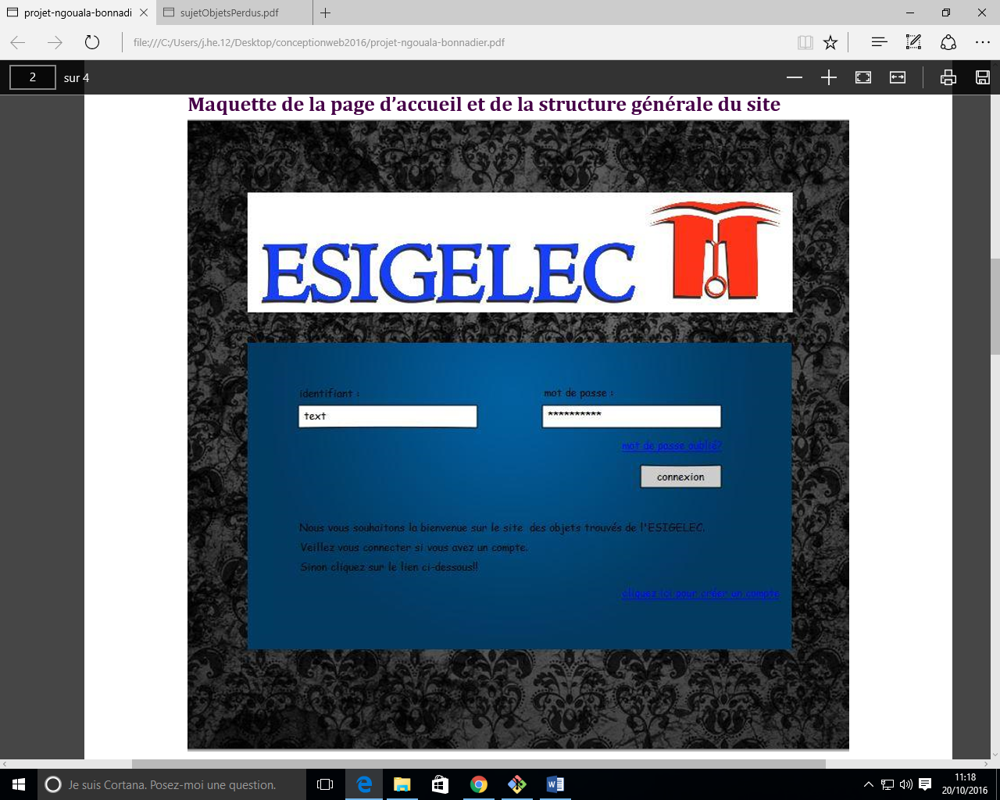 projet-ngouala-bonnadi
sujetObjetsPerdus.pdf
file:///C:/Users/j.he.12/Desktop/conceptionweb2016/projet-ngouala-bonnadier.pdf
2 sur 4
Maquette de la page d’accueil et de la structure générale du site
ESIGELEC
identifiant :
mot de passe :
text
**********
mot de passe oublié?
connexion
Nous vous souhaitons la bienvenue sur le site  des objets trouvés de l'ESIGELEC.
Veillez vous connecter si vous avez un compte.
Sinon cliquez sur le lien ci-dessous!!
cliquez ici pour créer un compte
Je suis Cortana. Posez-moi une question.
11:18
20/10/2016